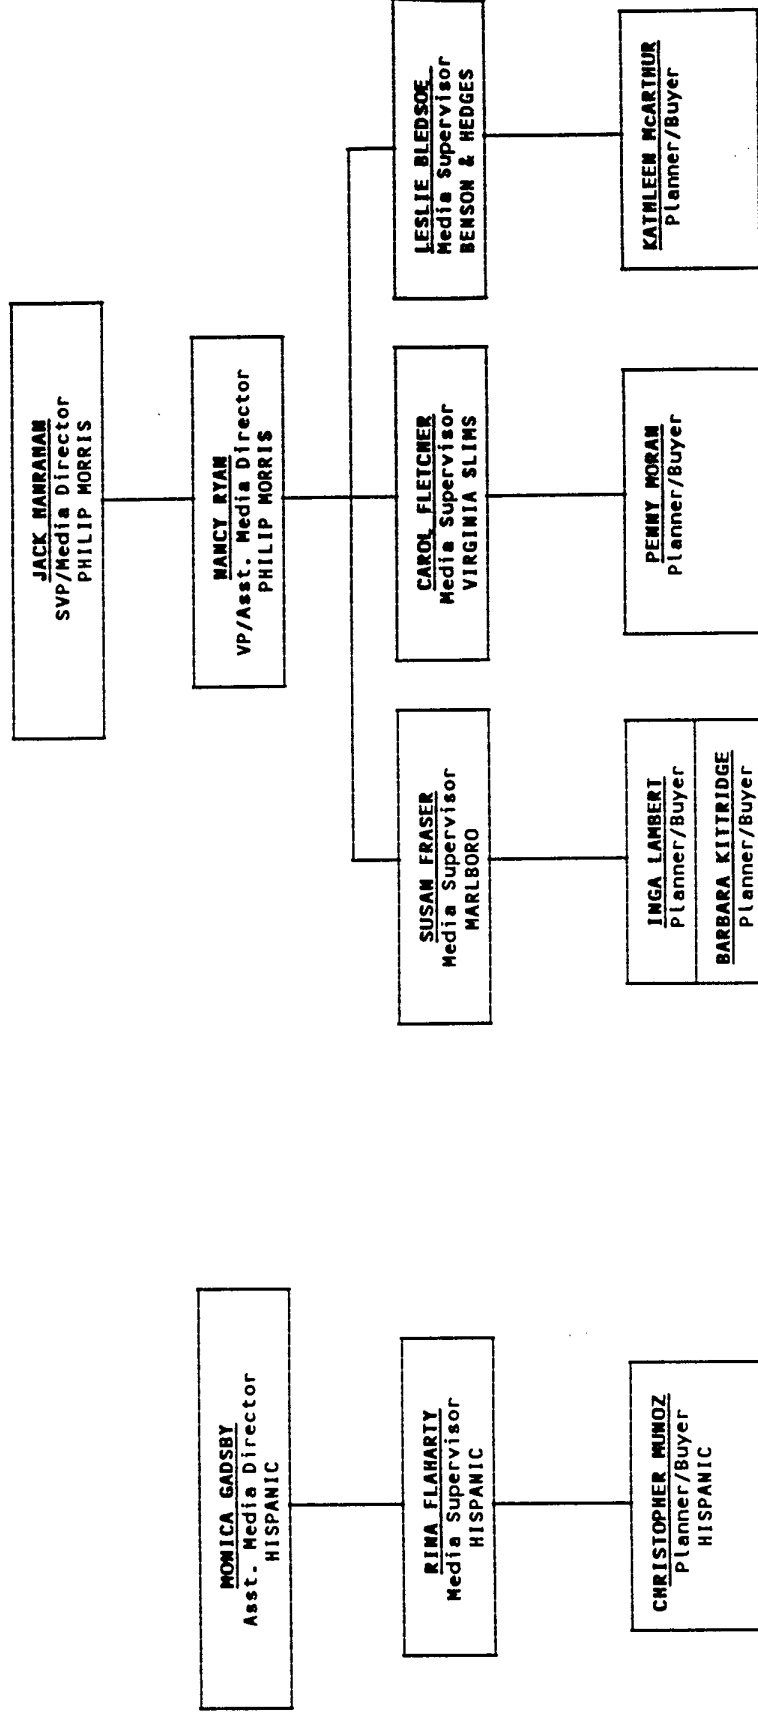 JACK HANRAHAN
SVP/Media Director
PHILIP MORRIS
MONICA GADSBY
Asst. Media Director
HISPANIC
NANCY RYAN
VP/Asst. Media Director
PHILIP MORRIS
RINA FLAHARTY
Media Supervisor
HISPANIC
SUSAN FRASER
Media Supervisor
MARLBORO
CAROL FLETCHER
Media Supervisor
VIRGINIA SLIMS
LESLIE BLEDSOE
Media Supervisor
BENSON & HEDGES
CHRISTOPHER MUNOZ
Planner/Buyer
HISPANIC
INGA LAMBERT
Planner/Buyer
BARBARA KITTRIDGE
Planner/Buyer
PENNY MORAN
Planner/Buyer
KATHLEEN McARTHUR
Planner/Buyer